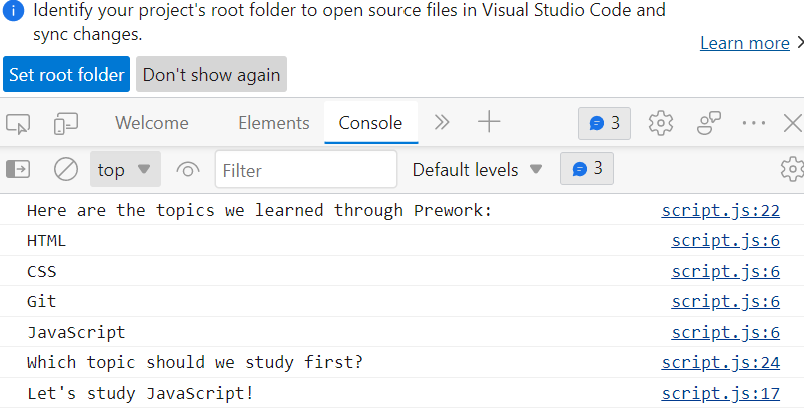 Identify your project's root folder to open source files in Visual Studio Code and
sync changes.
Learn more
Set root folder Don't show again
Welcome Elements Console 3
top Filter Default levels 3
Here are the topics we learned through Prework: script.js:22
HTML script.js:6
CSS script.js:6
Git script.js:6
JavaScript script.js:6
Which topic should we study first? script.js:24
Let's study JavaScript! script.js:17